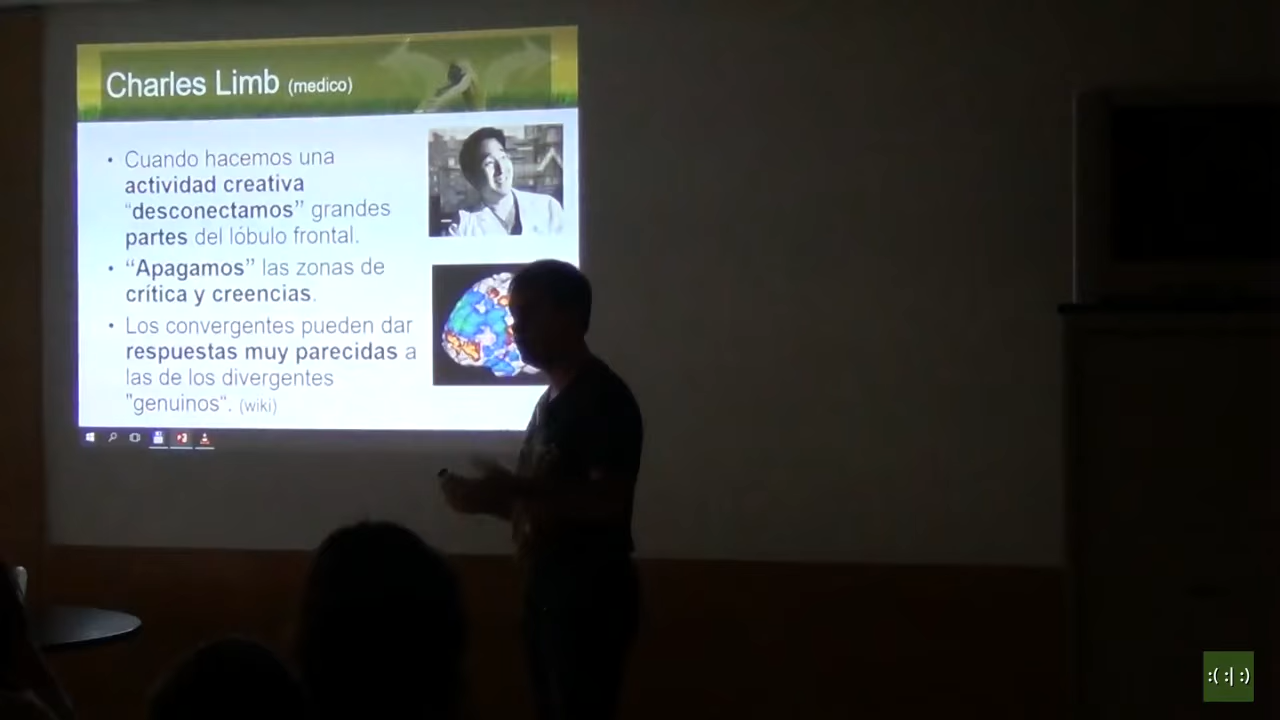 Charles Limb (medico)
• Cuando hacemos una
actividad creativa
“desconectamos” grandes
partes del lóbulo frontal.
• “Apagamos” las zonas de
crítica y creencias.
• Los convergentes pueden dar
respuestas muy parecidas a
las de los divergentes
"genuinos“. (wiki)
:( :| :)